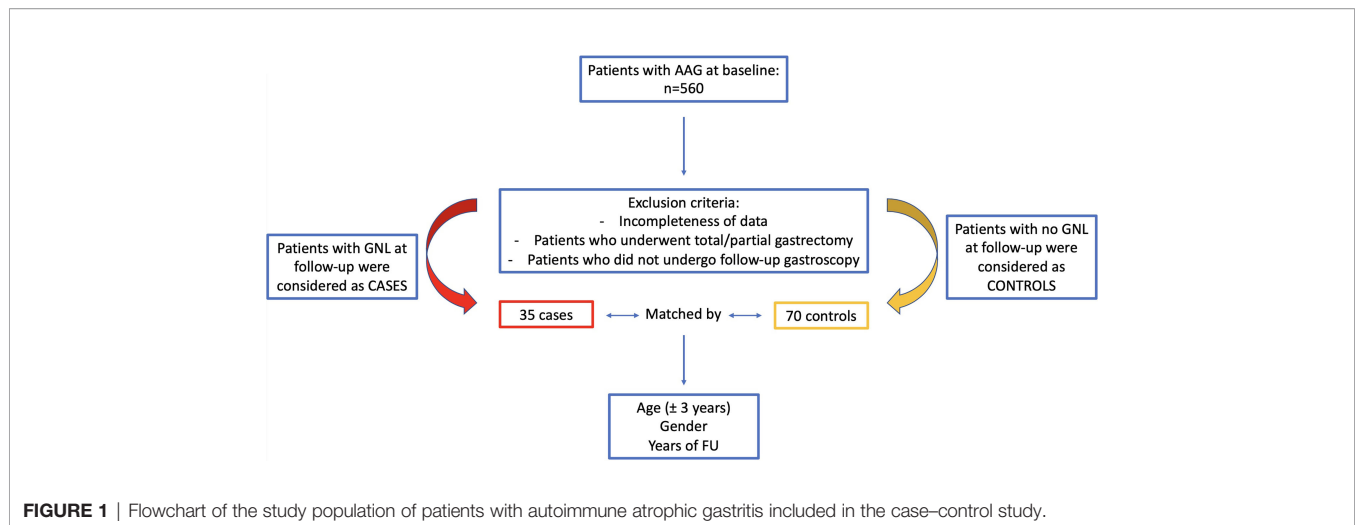 Patients with AAG at baseline:
n=560
Exclusion criteria:
- Incompleteness of data
- Patients who underwent total/partial gastrectomy
- Patients who did not undergo follow-up gastroscopy
Patients with GNL at
follow-up were
considered as CASES
Patients with no GNL
at follow-up were
considered as
CONTROLS
35 cases
Matched by
70 controls
Age (± 3 years)
Gender
Years of FU
FIGURE 1 | Flowchart of the study population of patients with autoimmune atrophic gastritis included in the case–control study.